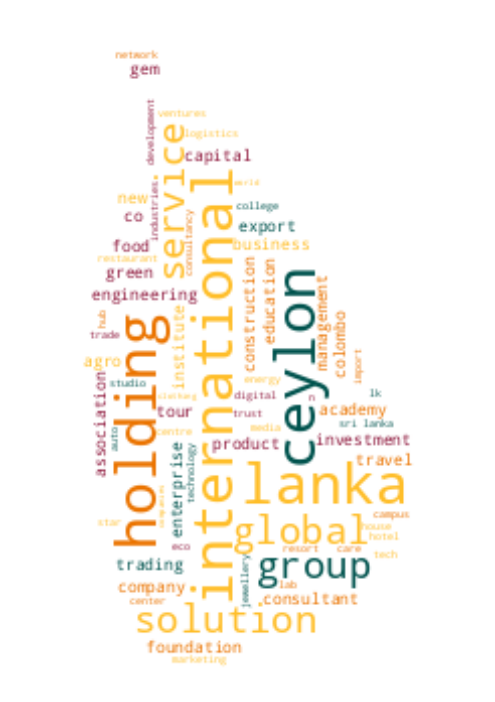 network
gem
development
ventures
service
logistics
capital
international
world
new
industries
consultancy
college
co
export
food
business
restaurant
green
construction
education
ceylon
management
engineering
institute
hub
holding
colombo
trade
import
agro
association
studio
energy
clothing
digital
n
lk
tour
trust
academy
auto
centre
media
sri lanka
enterprise
technology
product
investment
travel
lanka
companies
star
campus
global
house
hotel
eco
resort
care
tech
trading
group
jewellery
lab
company
center
consultant
solution
foundation
marketing